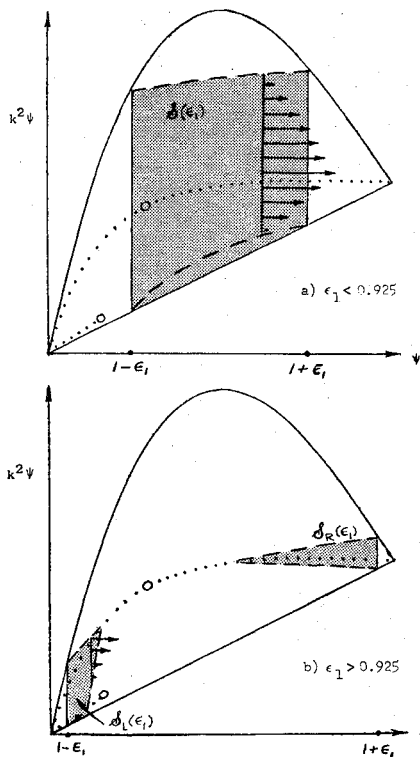 k²ψ
𝒮(ϵ₁)
a) ϵ₁ < 0.925
ψ
1-ϵ₁
1+ϵ₁
k²ψ
𝒮_R(ϵ₁)
b) ϵ₁ > 0.925
𝒮_L(ϵ₁)
1-ϵ₁
1+ϵ₁